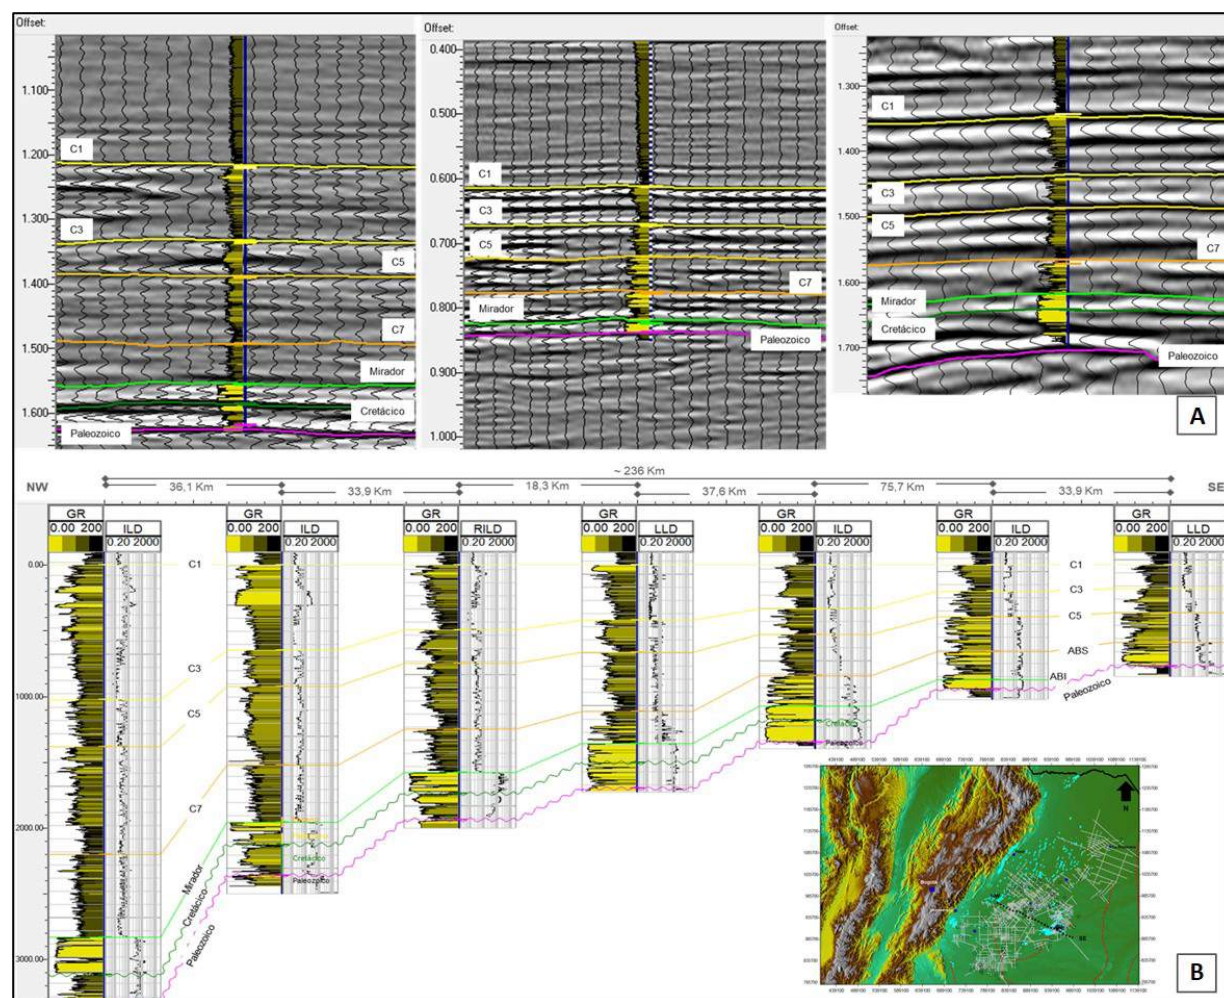 Offset:
1.100
1.200
1.300
1.400
1.500
1.600
C1
C3
C5
C7
Mirador
Cretácico
Paleozoico
Offset:
0.400
0.500
0.600
0.700
0.800
0.900
1.000
C1
C3
C5
C7
Mirador
Paleozoico
Offset:
1.300
1.400
1.500
1.600
1.700
C1
C3
C5
C7
Mirador
Cretácico
Paleozoico
A
~ 236 Km
NW
36,1 Km
33,9 Km
18,3 Km
37,6 Km
75,7 Km
33,9 Km
SE
GR
0.00 200
ILD
0.20 2000
GR
0.00 200
ILD
0.20 2000
GR
0.00 200
RILD
0.20 2000
GR
0.00 200
LLD
0.20 2000
GR
0.00 200
ILD
0.20 2000
GR
0.00 200
ILD
0.20 2000
GR
0.00 200
LLD
0.20 2000
0.00
1000.00
2000.00
3000.00
C1
C3
C5
C7
Mirador
Cretácico
Paleozoico
Cretácico
Paleozoico
Cretácico
Paleozoico
C1
C3
C5
ABS
ABI
Paleozoico
N
SE
B